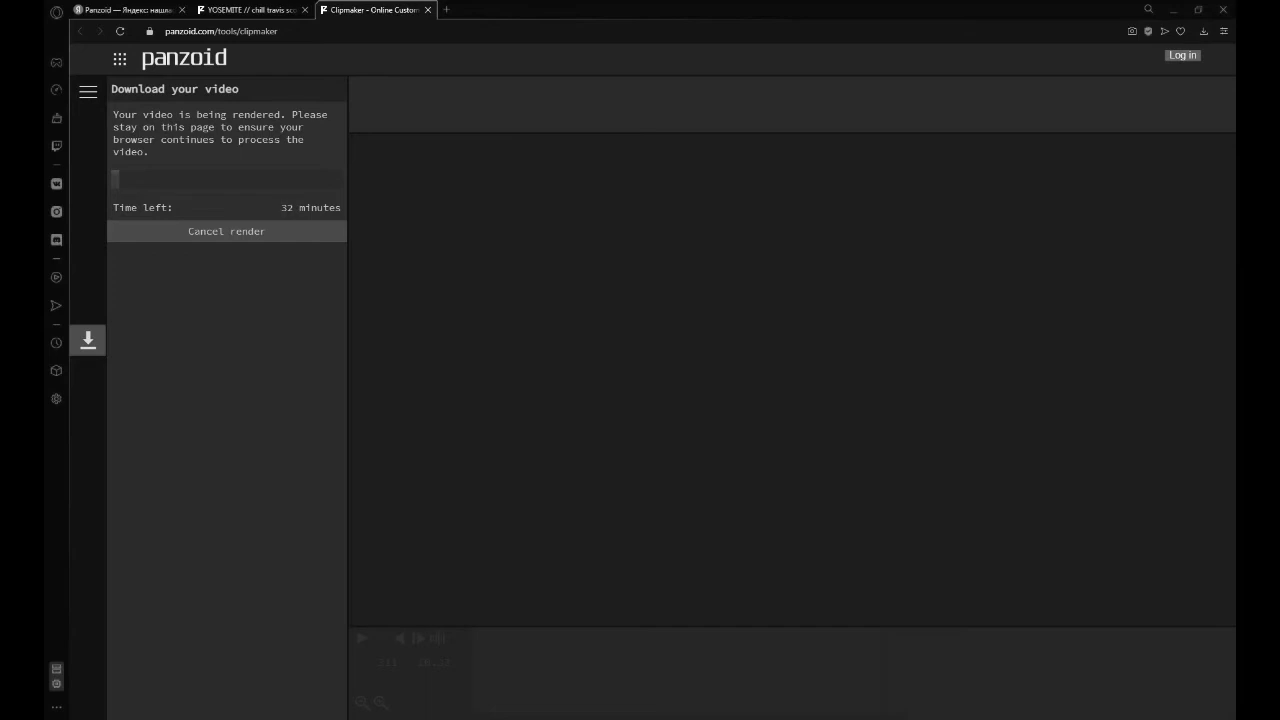 Panzoid — Яндекс: нашло
YOSEMITE // chill travis sco
Clipmaker - Online Custom
panzoid.com/tools/clipmaker
panzoid
Log in
Download your video
Your video is being rendered. Please
stay on this page to ensure your
browser continues to process the
video.
Time left: 32 minutes
Cancel render